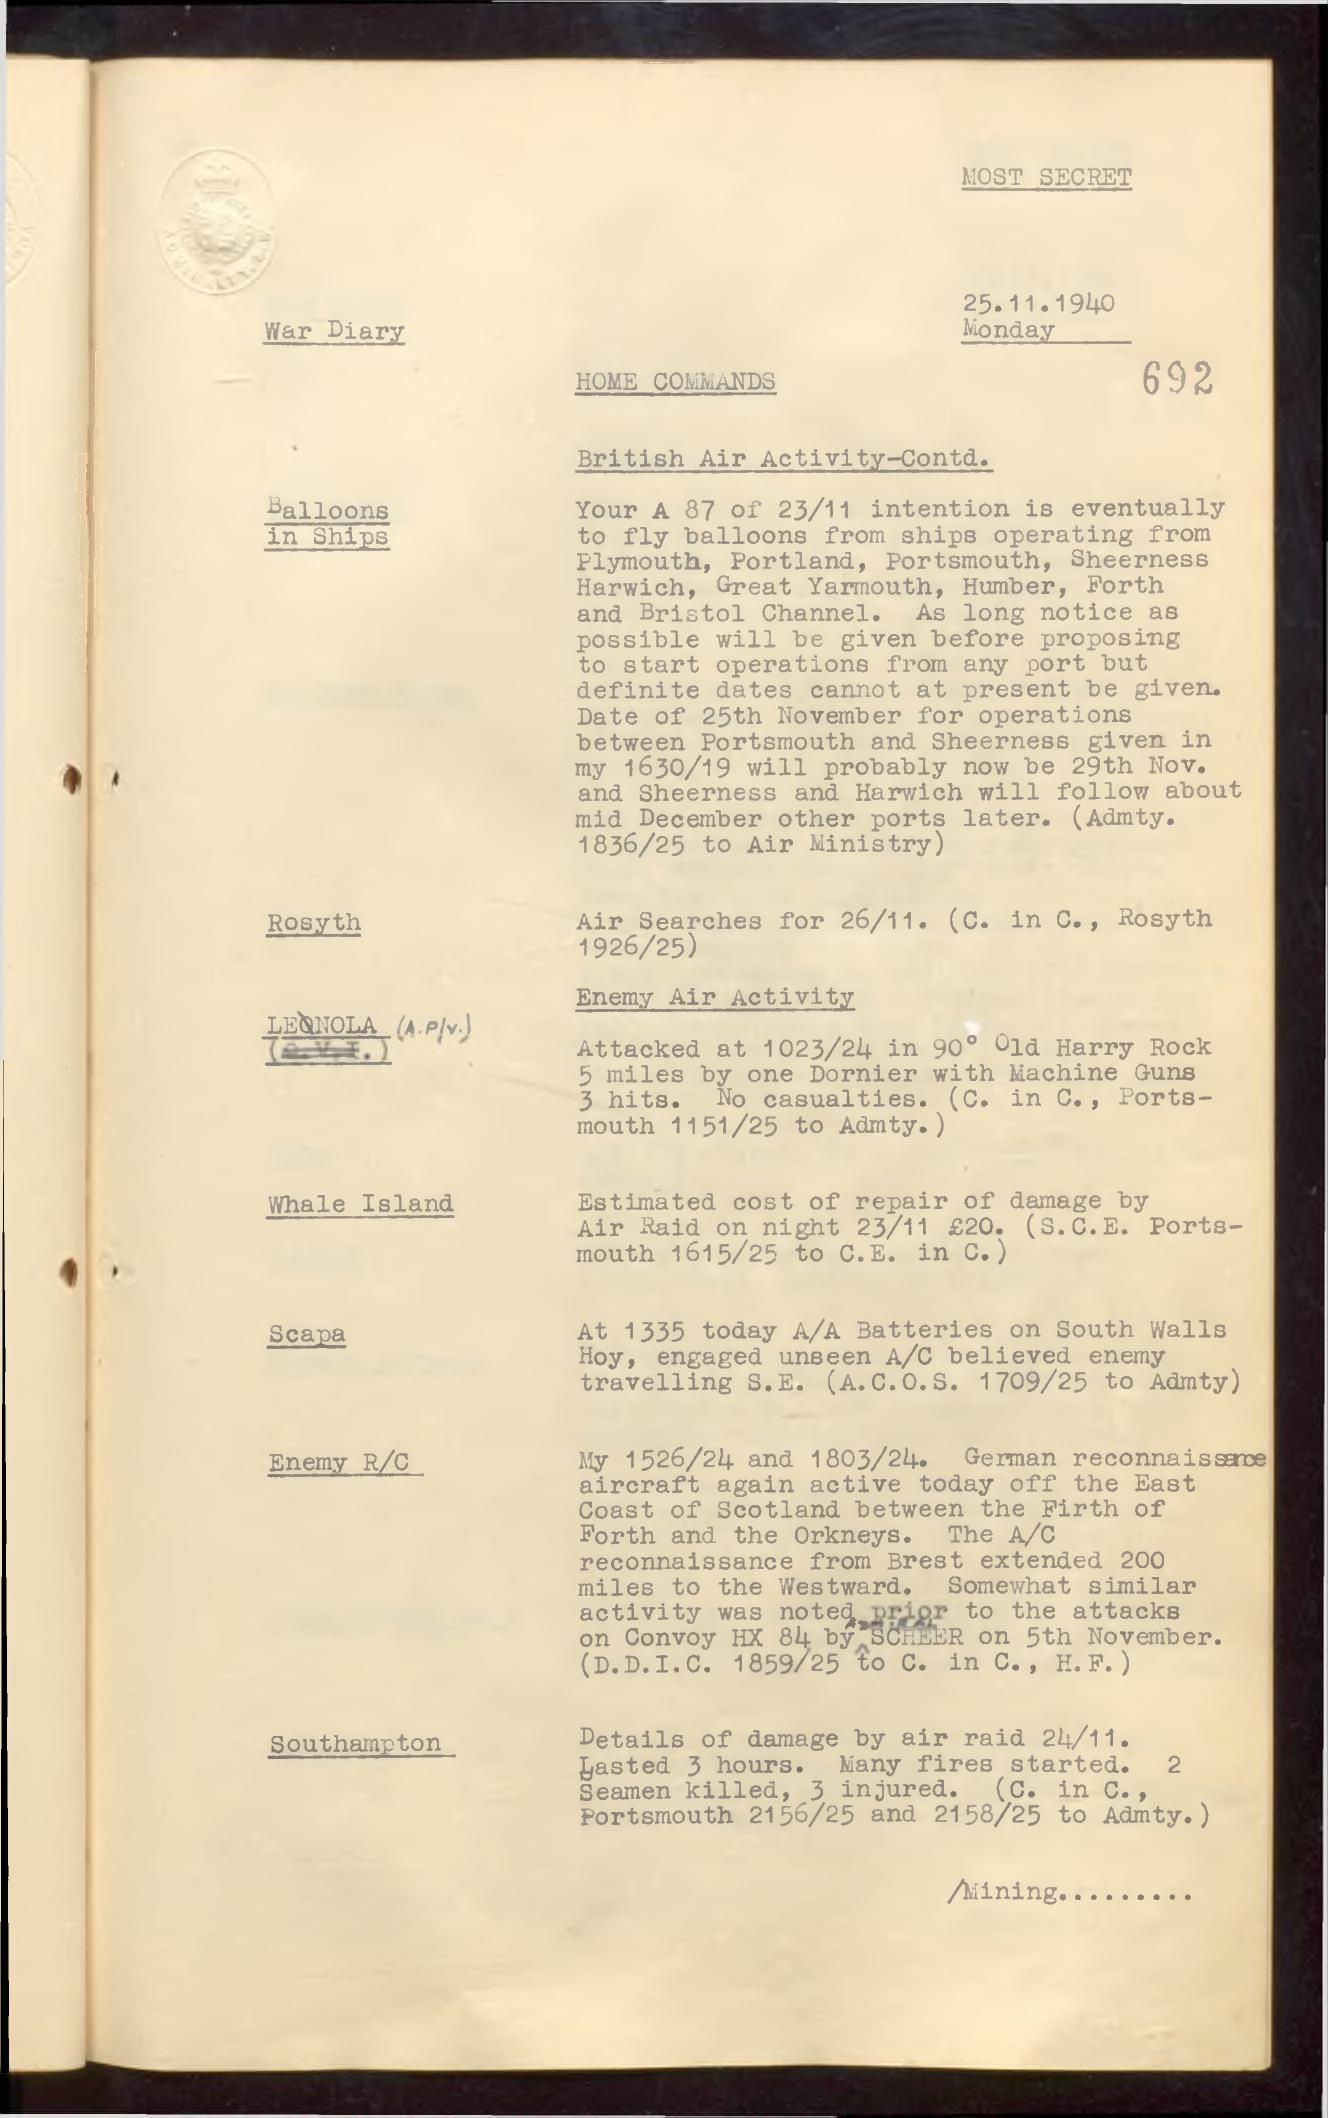 MOST SECRET
25.11.1940
War Diary
Monday
HOME COMMANDS
692
British Air Activity-Contd.
Balloons
in Ships
Your A 87 of 23/11 intention is eventually
to fly balloons from ships operating from
Plymouth, Portland, Portsmouth, Sheerness
Harwich, Great Yarmouth, Humber, Forth
and Bristol Channel. As long notice as
possible will be given before proposing
to start operations from any port but
definite dates cannot at present be given.
Date of 25th November for operations
between Portsmouth and Sheerness given in
my 1630/19 will probably now be 29th Nov.
and Sheerness and Harwich will follow about
mid December other ports later. (Admty.
1836/25 to Air Ministry)
Rosyth
Air Searches for 26/11. (C. in C., Rosyth
1926/25)
Enemy Air Activity
LEONOLA (A.P/V.)
Attacked at 1023/24 in 90° Old Harry Rock
5 miles by one Dornier with Machine Guns
3 hits. No casualties. (C. in C., Ports-
mouth 1151/25 to Admty.)
Whale Island
Estimated cost of repair of damage by
Air Raid on night 23/11 £20. (S.C.E. Ports-
mouth 1615/25 to C.E. in C.)
Scapa
At 1335 today A/A Batteries on South Walls
Hoy, engaged unseen A/C believed enemy
travelling S.E. (A.C.O.S. 1709/25 to Admty)
Enemy R/C
My 1526/24 and 1803/24. German reconnaissance
aircraft again active today off the East
Coast of Scotland between the Firth of
Forth and the Orkneys. The A/C
reconnaissance from Brest extended 200
miles to the Westward. Somewhat similar
activity was noted prior to the attacks
on Convoy HX 84 by ADMIRAL SCHEER on 5th November.
(D.D.I.C. 1859/25 to C. in C., H.F.)
Southampton
Details of damage by air raid 24/11.
Lasted 3 hours. Many fires started. 2
Seamen killed, 3 injured. (C. in C.,
Portsmouth 2156/25 and 2158/25 to Admty.)
/Mining.........